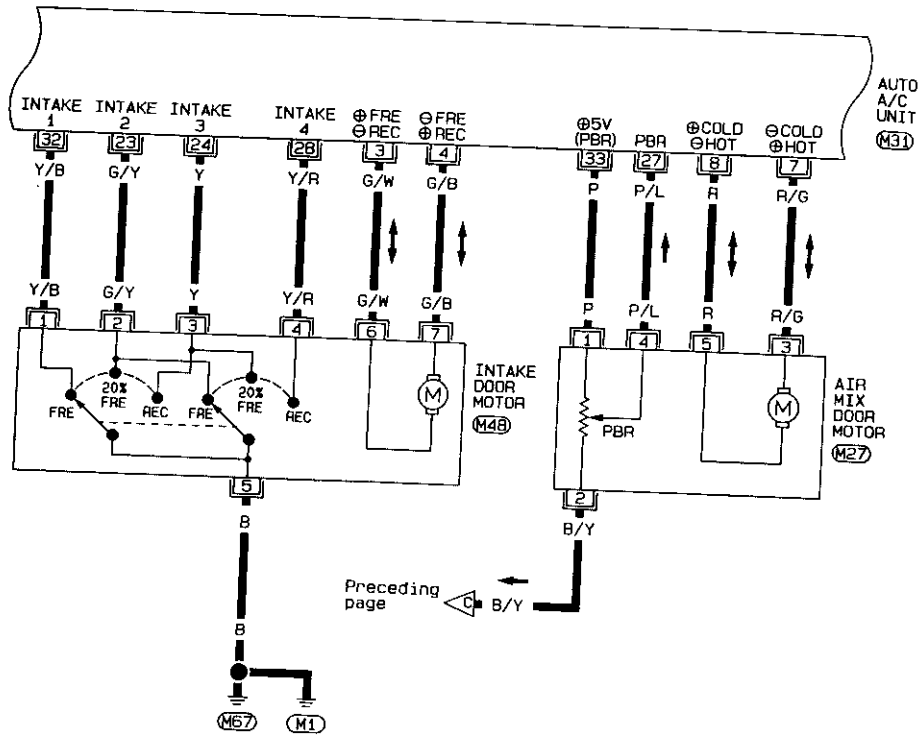 AUTO
A/C
UNIT
M31
INTAKE
1
INTAKE
2
INTAKE
3
INTAKE
4
⊕FRE
⊖REC
⊖FRE
⊕REC
⊕5V
(PBR)
PBR
⊕COLD
⊖HOT
⊖COLD
⊕HOT
32 23 24 28 3 4 33 27 8 7
Y/B G/Y Y Y/R G/W G/B P P/L R R/G
Y/B G/Y Y Y/R G/W G/B P P/L R R/G
1 2 3 4 6 7 1 4 5 3
FRE
20%
FRE
REC
FRE
20%
FRE
REC
M
INTAKE
DOOR
MOTOR
M48
PBR
M
AIR
MIX
DOOR
MOTOR
M27
5
2
B
B/Y
Preceding
page
C
B/Y
B
M67
M1